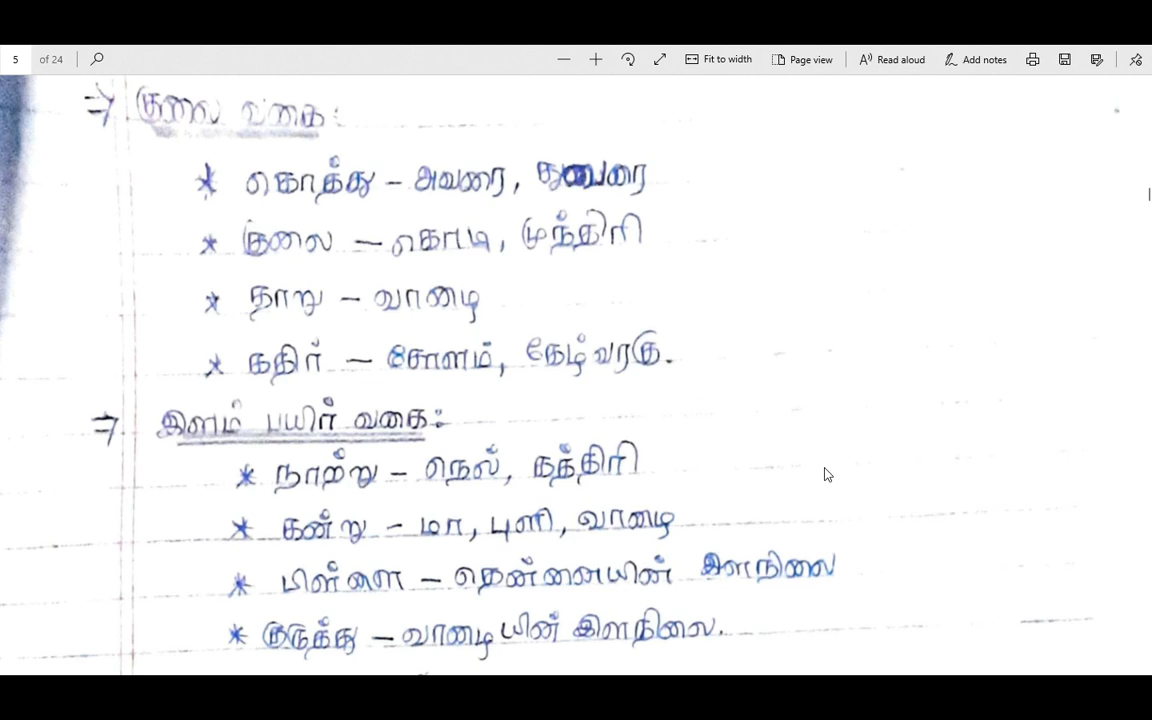 5 of 24 Fit to width Page view Read aloud Add notes
⇒ குலை வகை:
* கொத்து – அவரை, துவரை
* குலை – கொடி, முந்திரி
* தாறு – வாழை
* கதிர் – சோளம், கேழ்வரகு.
⇒ இளம் பயிர் வகை:
* நாற்று – நெல், கத்திரி
* கன்று – மா, புளி, வாழை
* பிள்ளை – தென்னையின் இளநிலை
* குருத்து – வாழையின் இளநிலை.